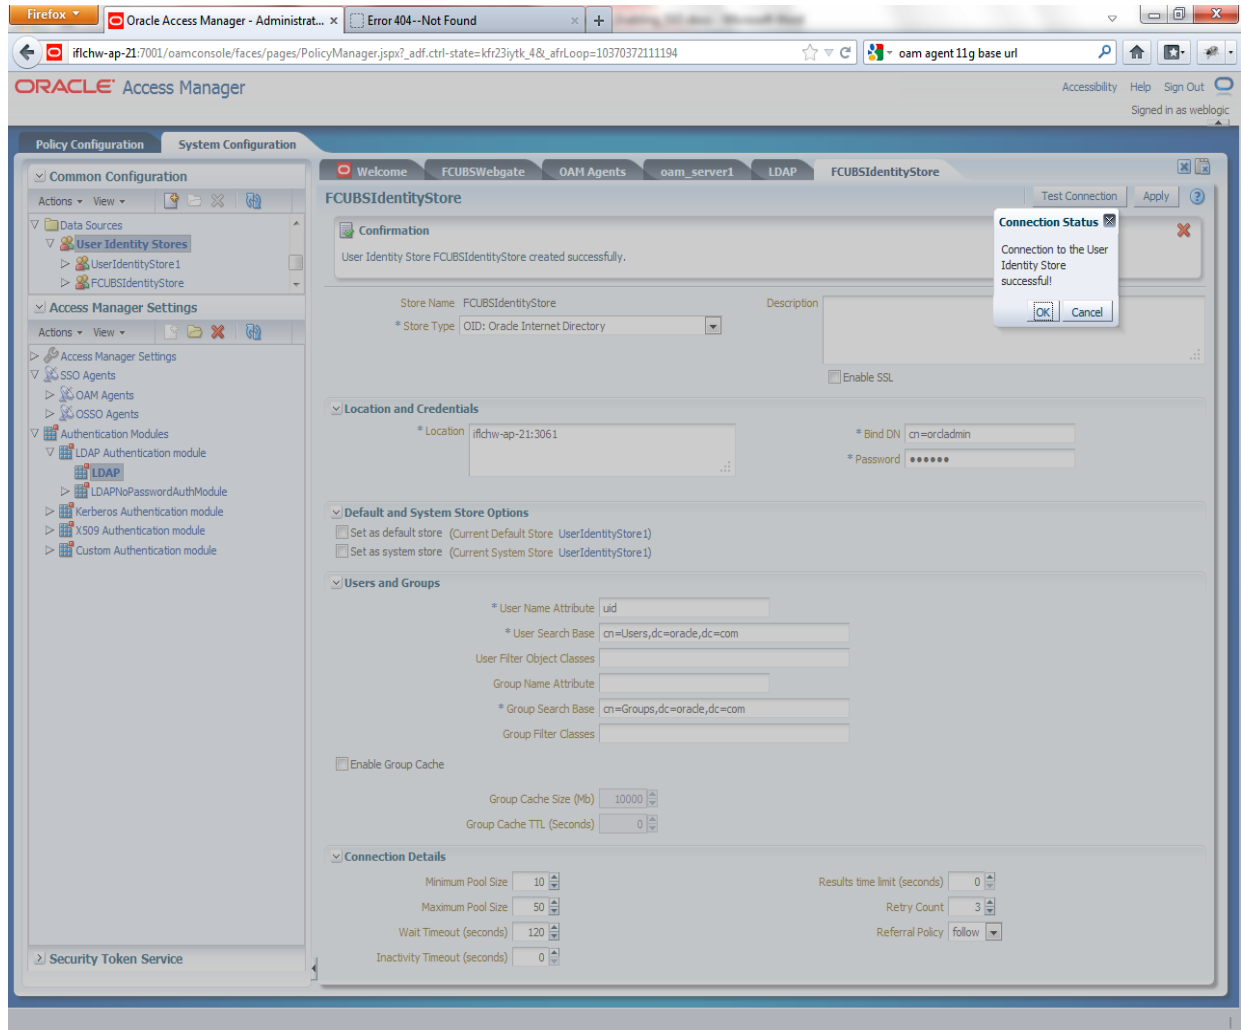 Firefox
Oracle Access Manager - Administrat... ×
Error 404--Not Found ×
+
iflchw-ap-21:7001/oamconsole/faces/pages/PolicyManager.jspx?_adf.ctrl-state=kfr23iytk_4&_afrLoop=10370372111194
oam agent 11g base url
ORACLE Access Manager
Accessibility Help Sign Out
Signed in as weblogic
Policy Configuration System Configuration
Common Configuration
Actions View
Data Sources
User Identity Stores
UserIdentityStore1
FCUBSIdentityStore
Access Manager Settings
Actions View
Access Manager Settings
SSO Agents
OAM Agents
OSSO Agents
Authentication Modules
LDAP Authentication module
LDAP
LDAPNoPasswordAuthModule
Kerberos Authentication module
X509 Authentication module
Custom Authentication module
Security Token Service
Welcome FCUBSWebgate OAM Agents oam_server1 LDAP FCUBSIdentityStore
FCUBSIdentityStore
Test Connection Apply
Confirmation
User Identity Store FCUBSIdentityStore created successfully.
Connection Status
Connection to the User
Identity Store
successful!
OK Cancel
Store Name FCUBSIdentityStore
* Store Type OID: Oracle Internet Directory
Description
Enable SSL
Location and Credentials
* Location iflchw-ap-21:3061
* Bind DN cn=orcladmin
* Password ••••••
Default and System Store Options
Set as default store (Current Default Store UserIdentityStore1)
Set as system store (Current System Store UserIdentityStore1)
Users and Groups
* User Name Attribute uid
* User Search Base cn=Users,dc=oracle,dc=com
User Filter Object Classes
Group Name Attribute
* Group Search Base cn=Groups,dc=oracle,dc=com
Group Filter Classes
Enable Group Cache
Group Cache Size (Mb) 10000
Group Cache TTL (Seconds) 0
Connection Details
Minimum Pool Size 10
Maximum Pool Size 50
Wait Timeout (seconds) 120
Inactivity Timeout (seconds) 0
Results time limit (seconds) 0
Retry Count 3
Referral Policy follow